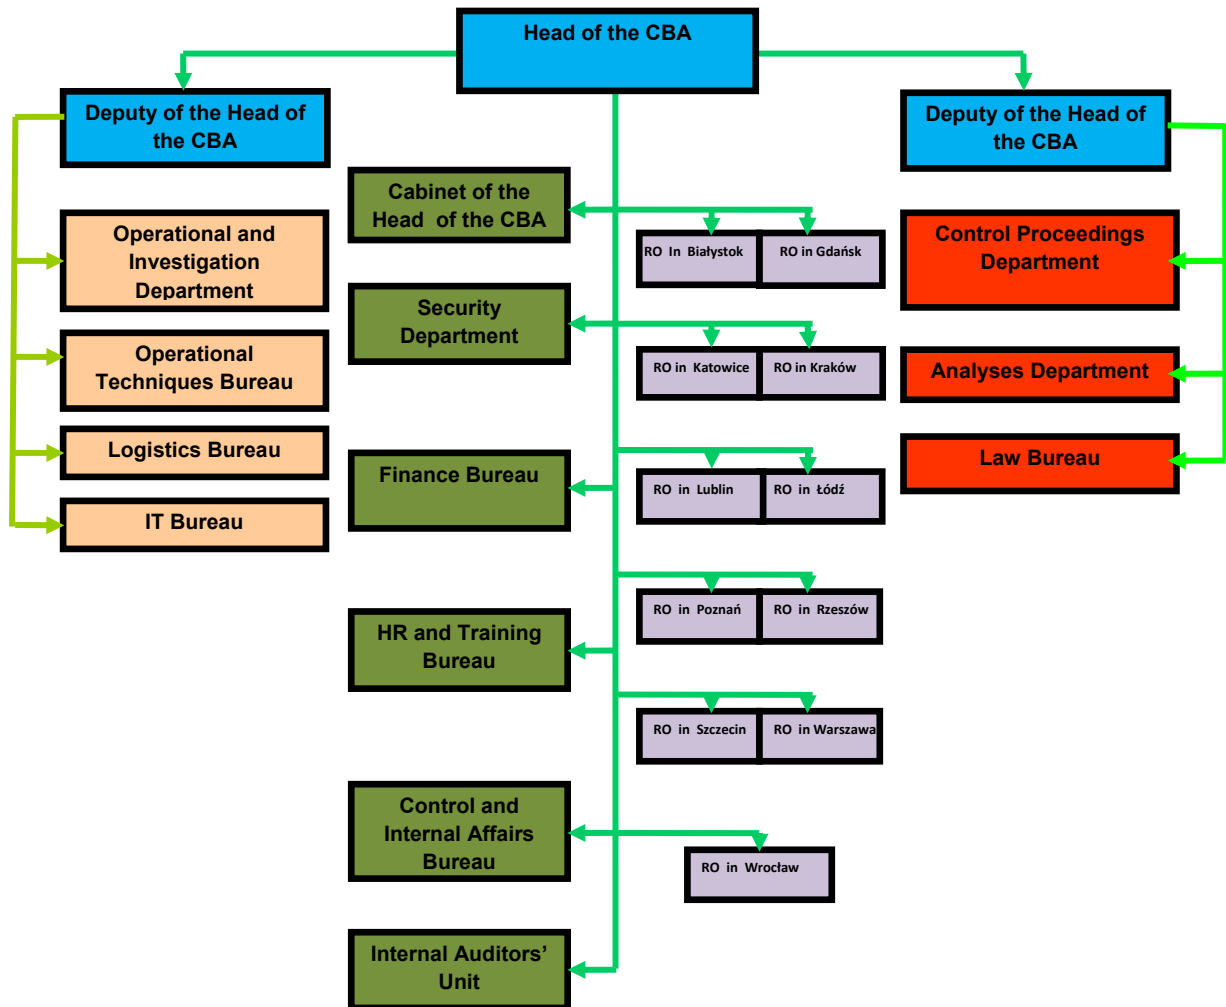 Head of the CBA
Deputy of the Head of
the CBA
Operational and
Investigation
Department
Operational
Techniques Bureau
Logistics Bureau
IT Bureau
Cabinet of the
Head of the CBA
Security
Department
Finance Bureau
HR and Training
Bureau
Control and
Internal Affairs
Bureau
Internal Auditors’
Unit
RO In Białystok
RO in Gdańsk
RO in Katowice
RO in Kraków
RO in Lublin
RO in Łódź
RO in Poznań
RO in Rzeszów
RO in Szczecin
RO in Warszawa
RO in Wrocław
Deputy of the Head of
the CBA
Control Proceedings
Department
Analyses Department
Law Bureau